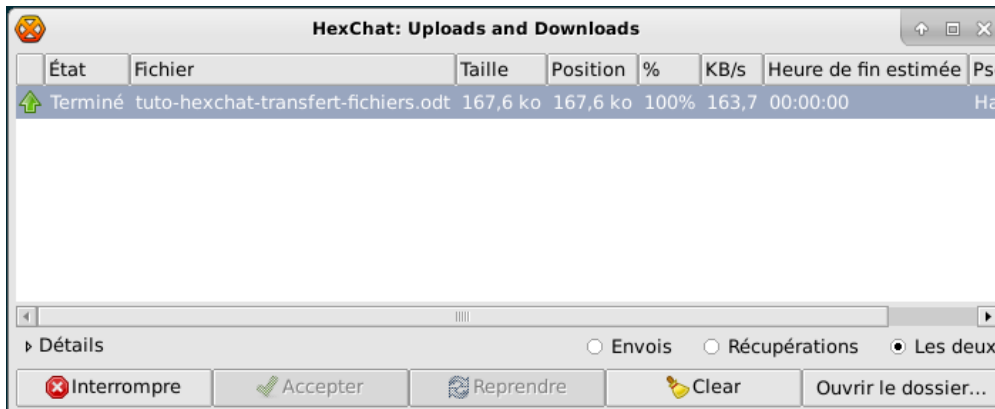 HexChat: Uploads and Downloads
État Fichier Taille Position % KB/s Heure de fin estimée Ps
Terminé tuto-hexchat-transfert-fichiers.odt 167,6 ko 167,6 ko 100% 163,7 00:00:00 Ha
Détails Envois Récupérations Les deux
Interrompre Accepter Reprendre Clear Ouvrir le dossier...